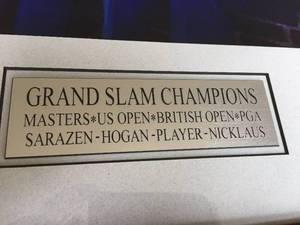 GRAND SLAM CHAMPIONS
MASTERS*US OPEN*BRITISH OPEN*PGA
SARAZEN-HOGAN-PLAYER-NICKLAUS